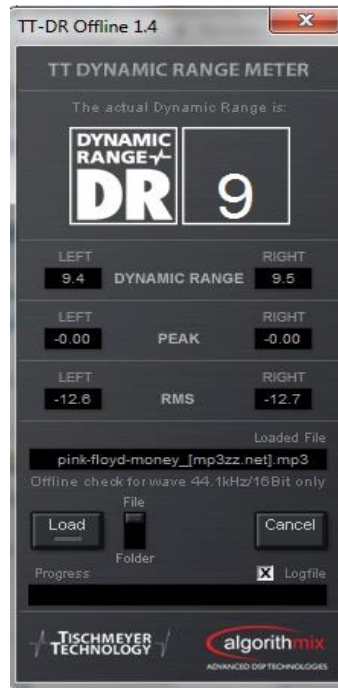 TT-DR Offline 1.4
TT DYNAMIC RANGE METER
The actual Dynamic Range is:
DYNAMIC
RANGE
DR 9
LEFT RIGHT
9.4 DYNAMIC RANGE 9.5
LEFT RIGHT
-0.00 PEAK -0.00
LEFT RIGHT
-12.6 RMS -12.7
Loaded File
pink-floyd-money_[mp3zz.net].mp3
Offline check for wave 44.1kHz/16Bit only
File
Load Cancel
Folder
Progress X Logfile
TISCHMEYER
TECHNOLOGY
algorithmix
ADVANCED DSP TECHNOLOGIES